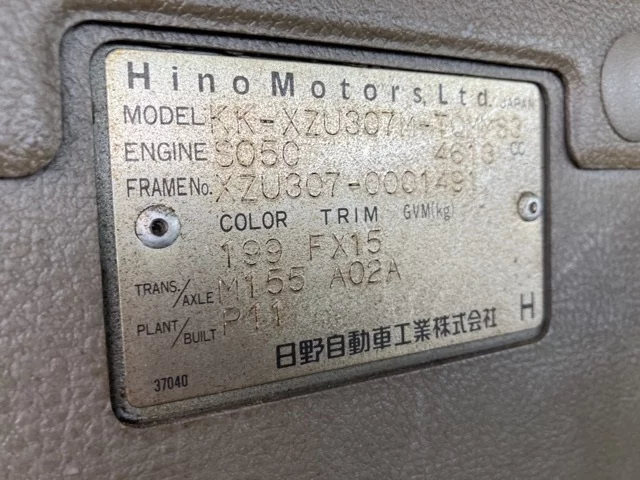 Hino Motors, Ltd. JAPAN
MODEL KK-XZU307M-TQMYS3
ENGINE S05C 4613 CC
FRAME No. XZU307-0001491
COLOR TRIM GVM(kg)
199 FX15
TRANS./AXLE M155 A02A
PLANT/BUILT P11
日野自動車工業株式会社 H
37040